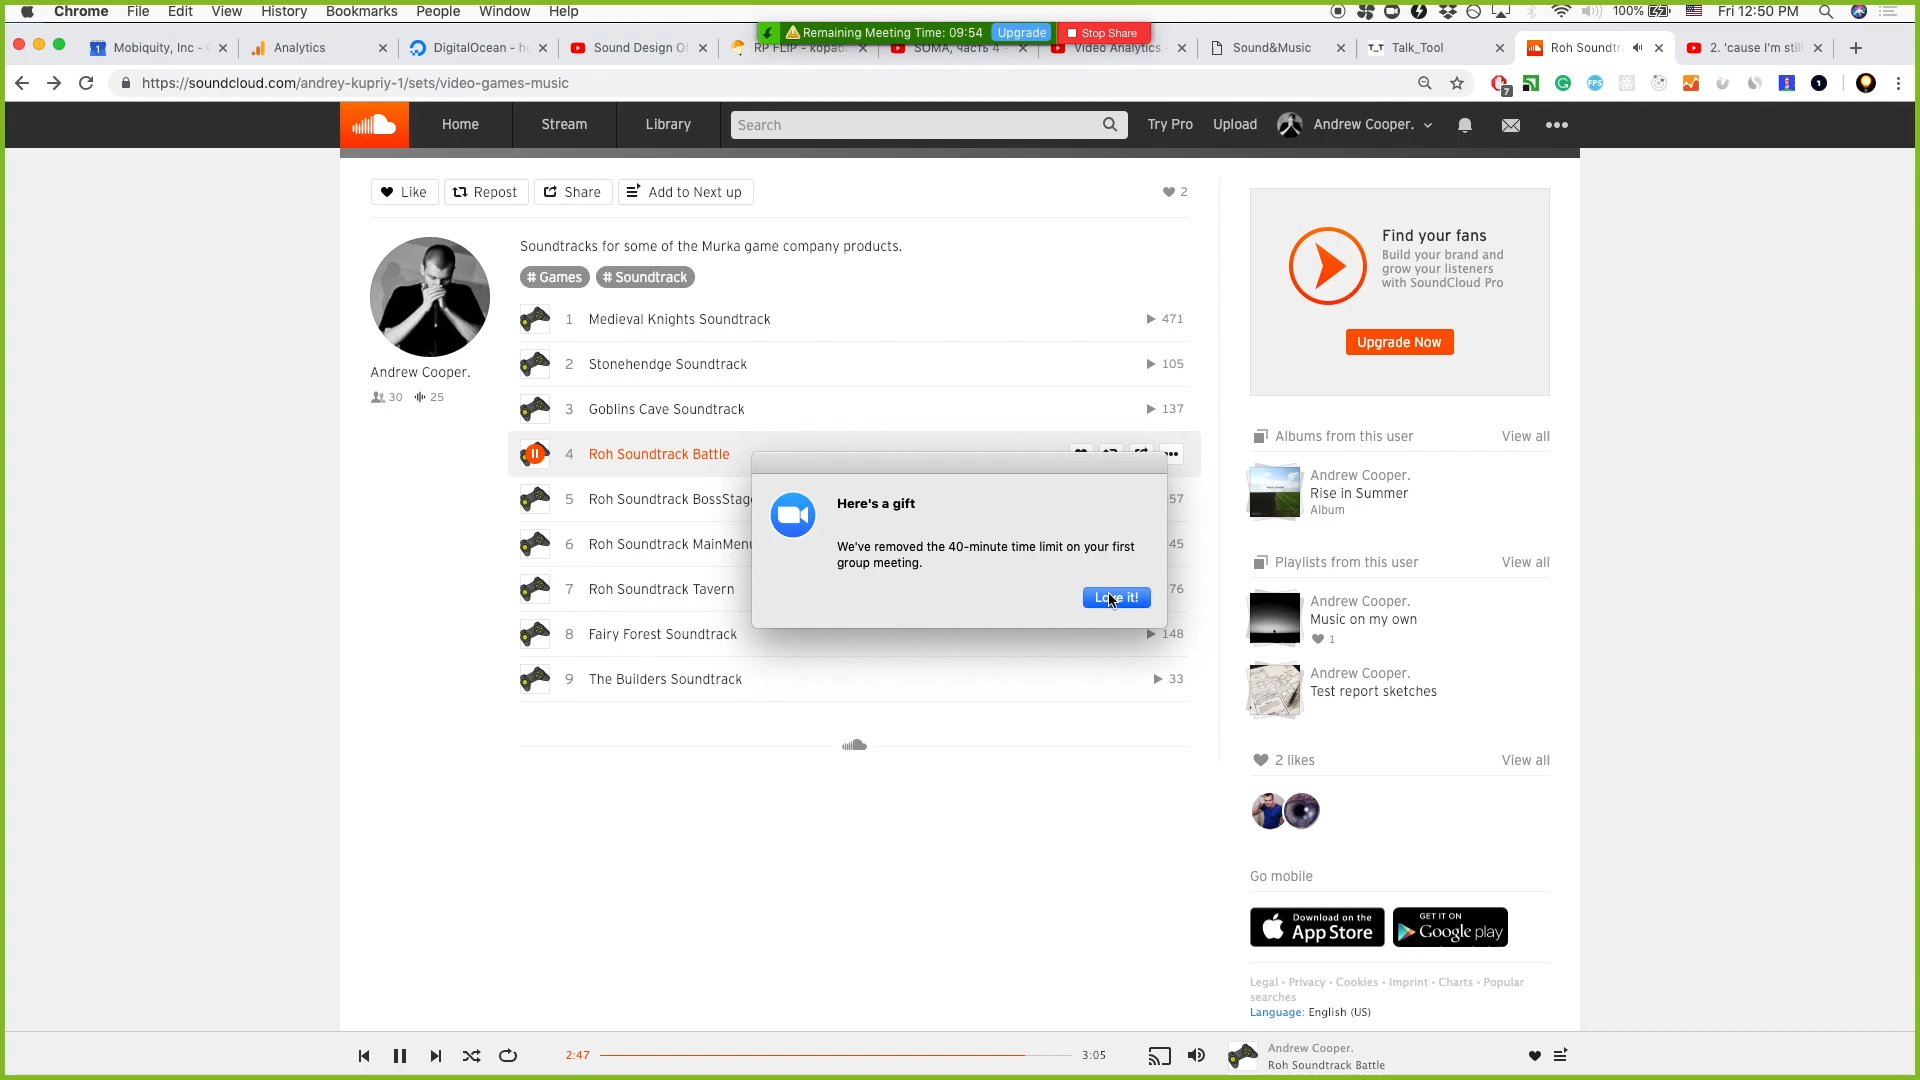 Chrome File Edit View History Bookmarks People Window Help
100% Fri 12:50 PM
Remaining Meeting Time: 09:54 Upgrade Stop Share
Mobiquity, Inc -
Analytics
DigitalOcean - h
Sound Design Of
SOMA, часть 4 -
Video Analytics
Sound&Music
Talk_Tool
Roh Soundtr
2. 'cause I'm still
https://soundcloud.com/andrey-kupriy-1/sets/video-games-music
7
FPS
1
Home Stream Library Search Try Pro Upload Andrew Cooper.
Like Repost Share Add to Next up 2
Soundtracks for some of the Murka game company products.
# Games # Soundtrack
Andrew Cooper.
30 25
1 Medieval Knights Soundtrack 471
2 Stonehendge Soundtrack 105
3 Goblins Cave Soundtrack 137
4 Roh Soundtrack Battle
5 Roh Soundtrack BossStage 57
6 Roh Soundtrack MainMenu 45
7 Roh Soundtrack Tavern 76
8 Fairy Forest Soundtrack 148
9 The Builders Soundtrack 33
Here's a gift
We've removed the 40-minute time limit on your first
group meeting.
Love it!
Find your fans
Build your brand and
grow your listeners
with SoundCloud Pro
Upgrade Now
Albums from this user View all
Andrew Cooper.
Rise in Summer
Album
Playlists from this user View all
Andrew Cooper.
Music on my own
1
Andrew Cooper.
Test report sketches
2 likes View all
Go mobile
Download on the
App Store
GET IT ON
Google play
Legal - Privacy - Cookies - Imprint - Charts - Popular
searches
Language: English (US)
2:47 3:05
Andrew Cooper.
Roh Soundtrack Battle